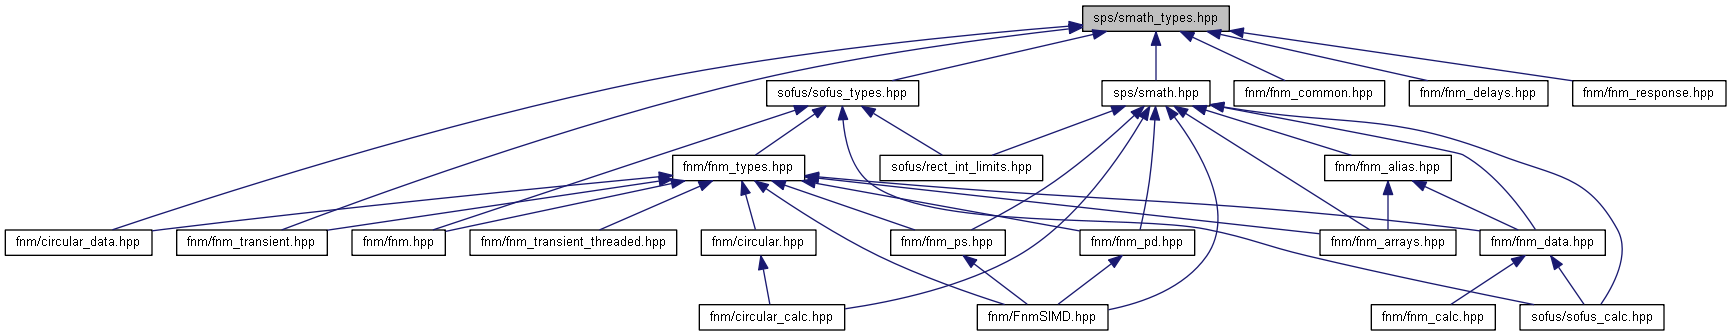 sps/smath_types.hpp
sofus/sofus_types.hpp
sps/smath.hpp
fnm/fnm_common.hpp
fnm/fnm_delays.hpp
fnm/fnm_response.hpp
fnm/fnm_types.hpp
sofus/rect_int_limits.hpp
fnm/fnm_alias.hpp
fnm/circular_data.hpp
fnm/fnm_transient.hpp
fnm/fnm.hpp
fnm/fnm_transient_threaded.hpp
fnm/circular.hpp
fnm/fnm_ps.hpp
fnm/fnm_pd.hpp
fnm/fnm_arrays.hpp
fnm/fnm_data.hpp
fnm/circular_calc.hpp
fnm/FnmSIMD.hpp
fnm/fnm_calc.hpp
sofus/sofus_calc.hpp